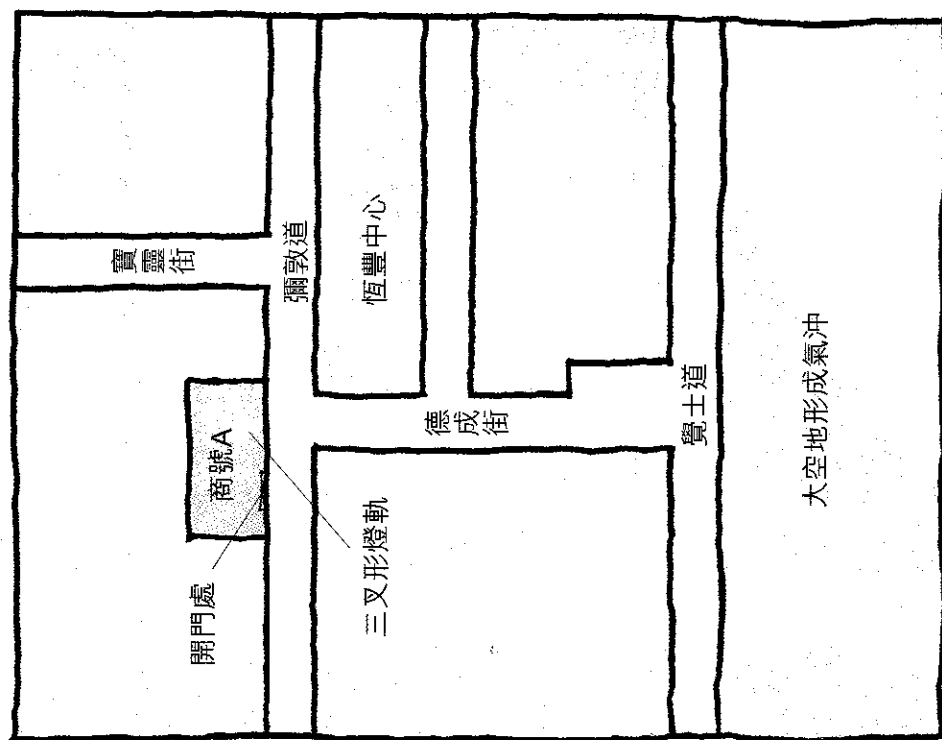 寶靈街
彌敦道
恆豐中心
德成街
覺士道
大空地形成氣沖
商號A
三叉形燈軌
開門處